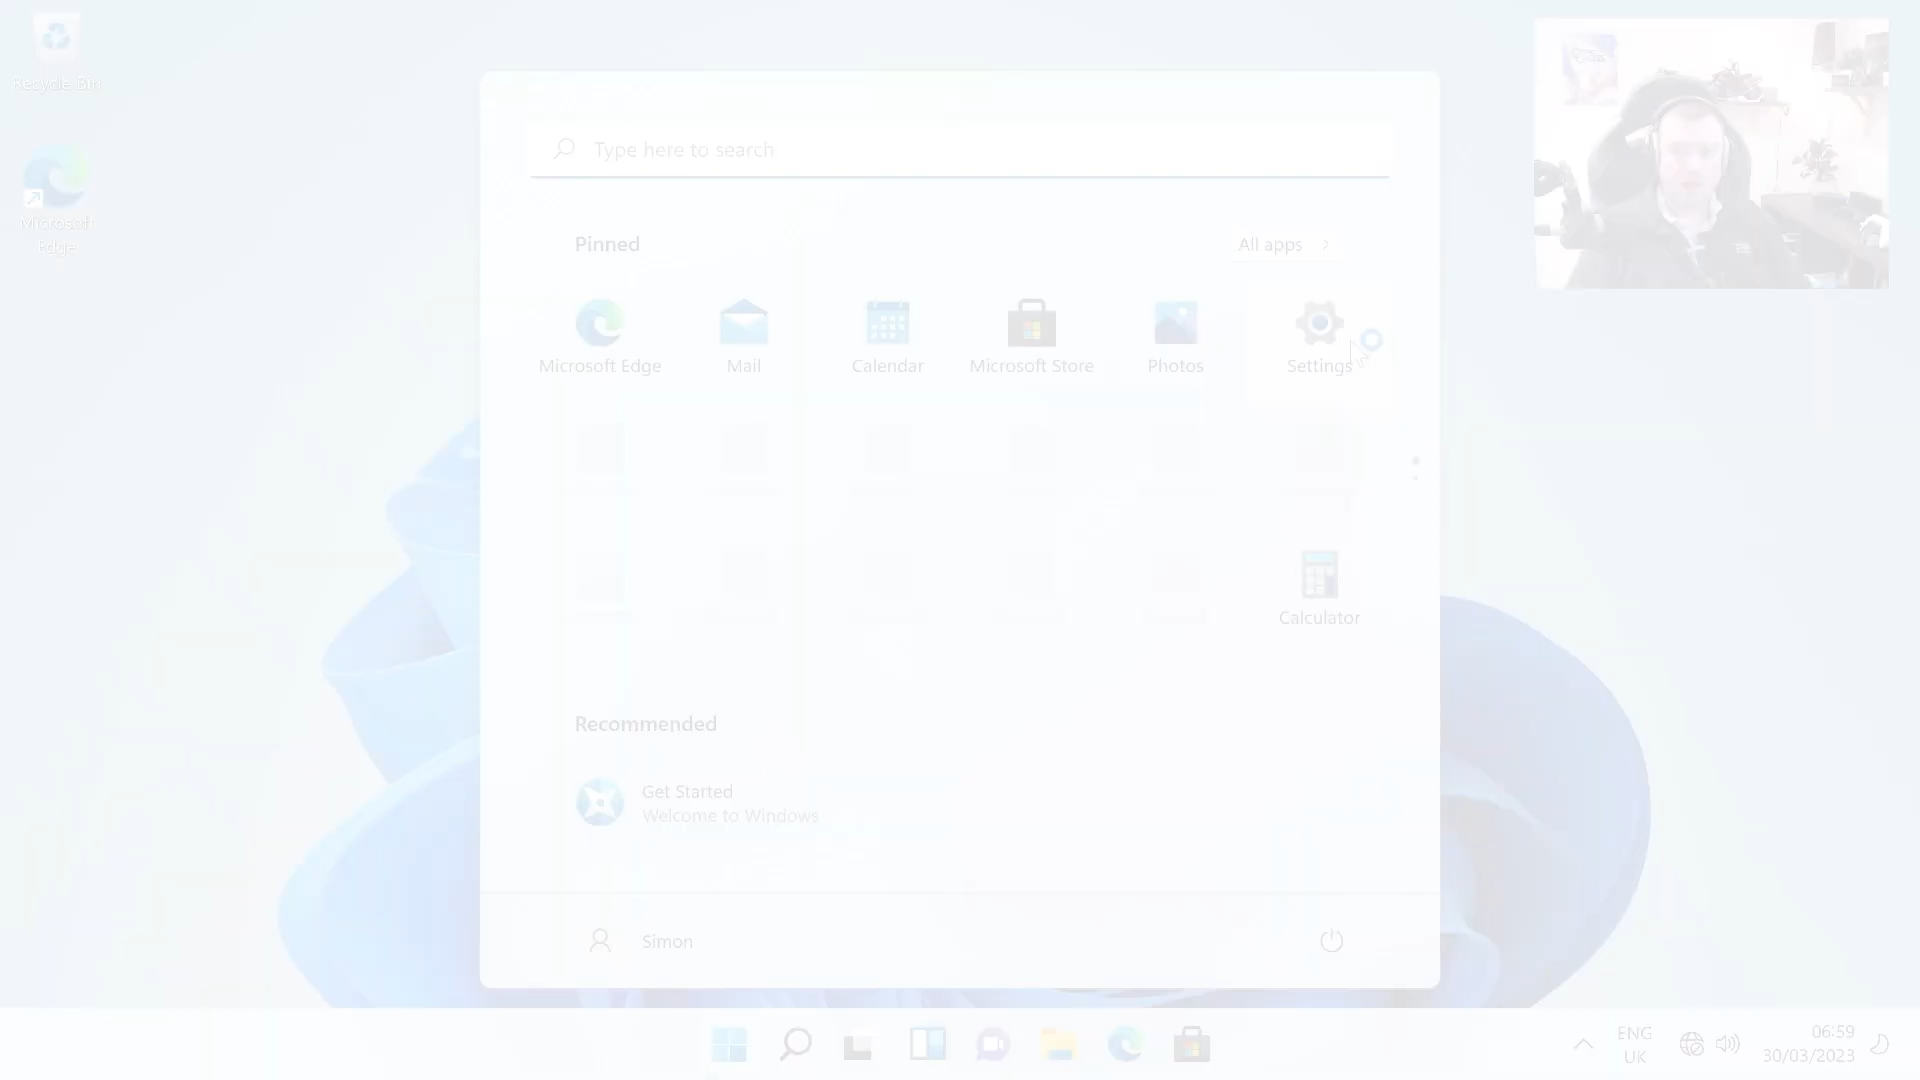 Recycle Bin
Microsoft
Edge
Type here to search
Pinned
All apps
Microsoft Edge
Mail
Calendar
Microsoft Store
Photos
Settings
Calculator
Recommended
Get Started
Welcome to Windows
Simon
ENG
UK
06:59
30/03/2023